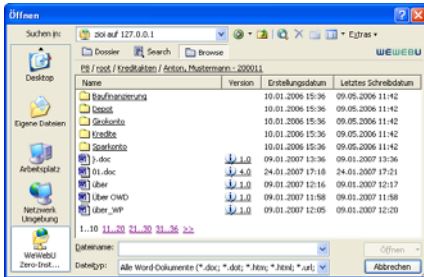 Öffnen
Suchen in: zioi auf 127.0.0.1 Extras
Dossier Search Browse WEWEBU
P8 / root / Kreditakten / Anton, Mustermann - 200011
Name Version Erstellungsdatum Letztes Schreibdatum
Baufinanzierung 10.01.2006 15:36 09.05.2006 11:42
Depot 10.01.2006 15:36 09.05.2006 11:42
Girokonto 10.01.2006 15:36 09.05.2006 11:42
Kredite 10.01.2006 15:36 09.05.2006 11:42
Sparkonto 10.01.2006 15:36 09.05.2006 11:42
}.doc 1.0 09.01.2007 13:36 09.01.2007 13:36
01.doc 4.0 24.01.2007 17:10 24.01.2007 17:21
über 1.0 09.01.2007 12:16 09.01.2007 12:17
Über OWD 1.0 09.01.2007 11:58 09.01.2007 11:58
über_WP 1.0 09.01.2007 12:05 09.01.2007 12:20
1..10 11..20 21..30 31..36 >>
Desktop
Eigene Dateien
Arbeitsplatz
Netzwerk
Umgebung
WeWebU
Zero-Inst...
Dateiname: Öffnen
Dateityp: Alle Word-Dokumente (*.doc; *.dot; *.htm; *.html; *.url; Abbrechen